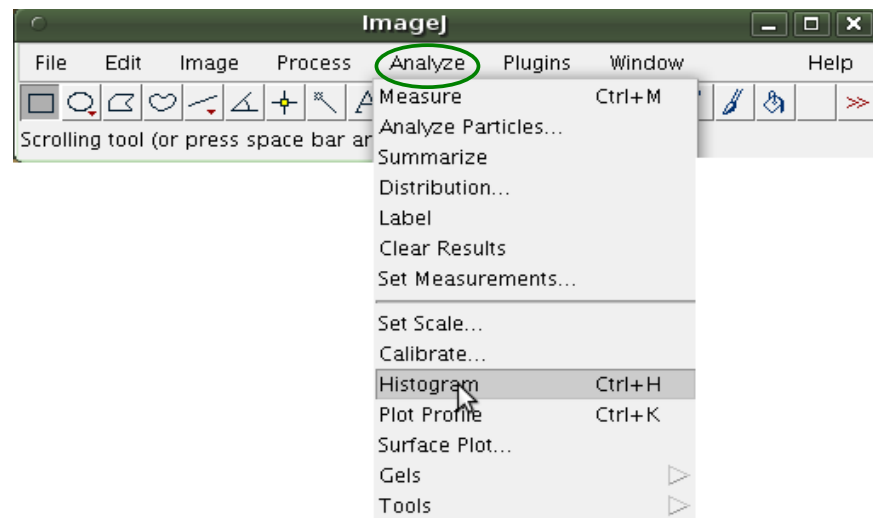 ImageJ
File Edit Image Process Analyze Plugins Window Help
Scrolling tool (or press space bar
Measure Ctrl+M
Analyze Particles...
Summarize
Distribution...
Label
Clear Results
Set Measurements...
Set Scale...
Calibrate...
Histogram Ctrl+H
Plot Profile Ctrl+K
Surface Plot...
Gels
Tools